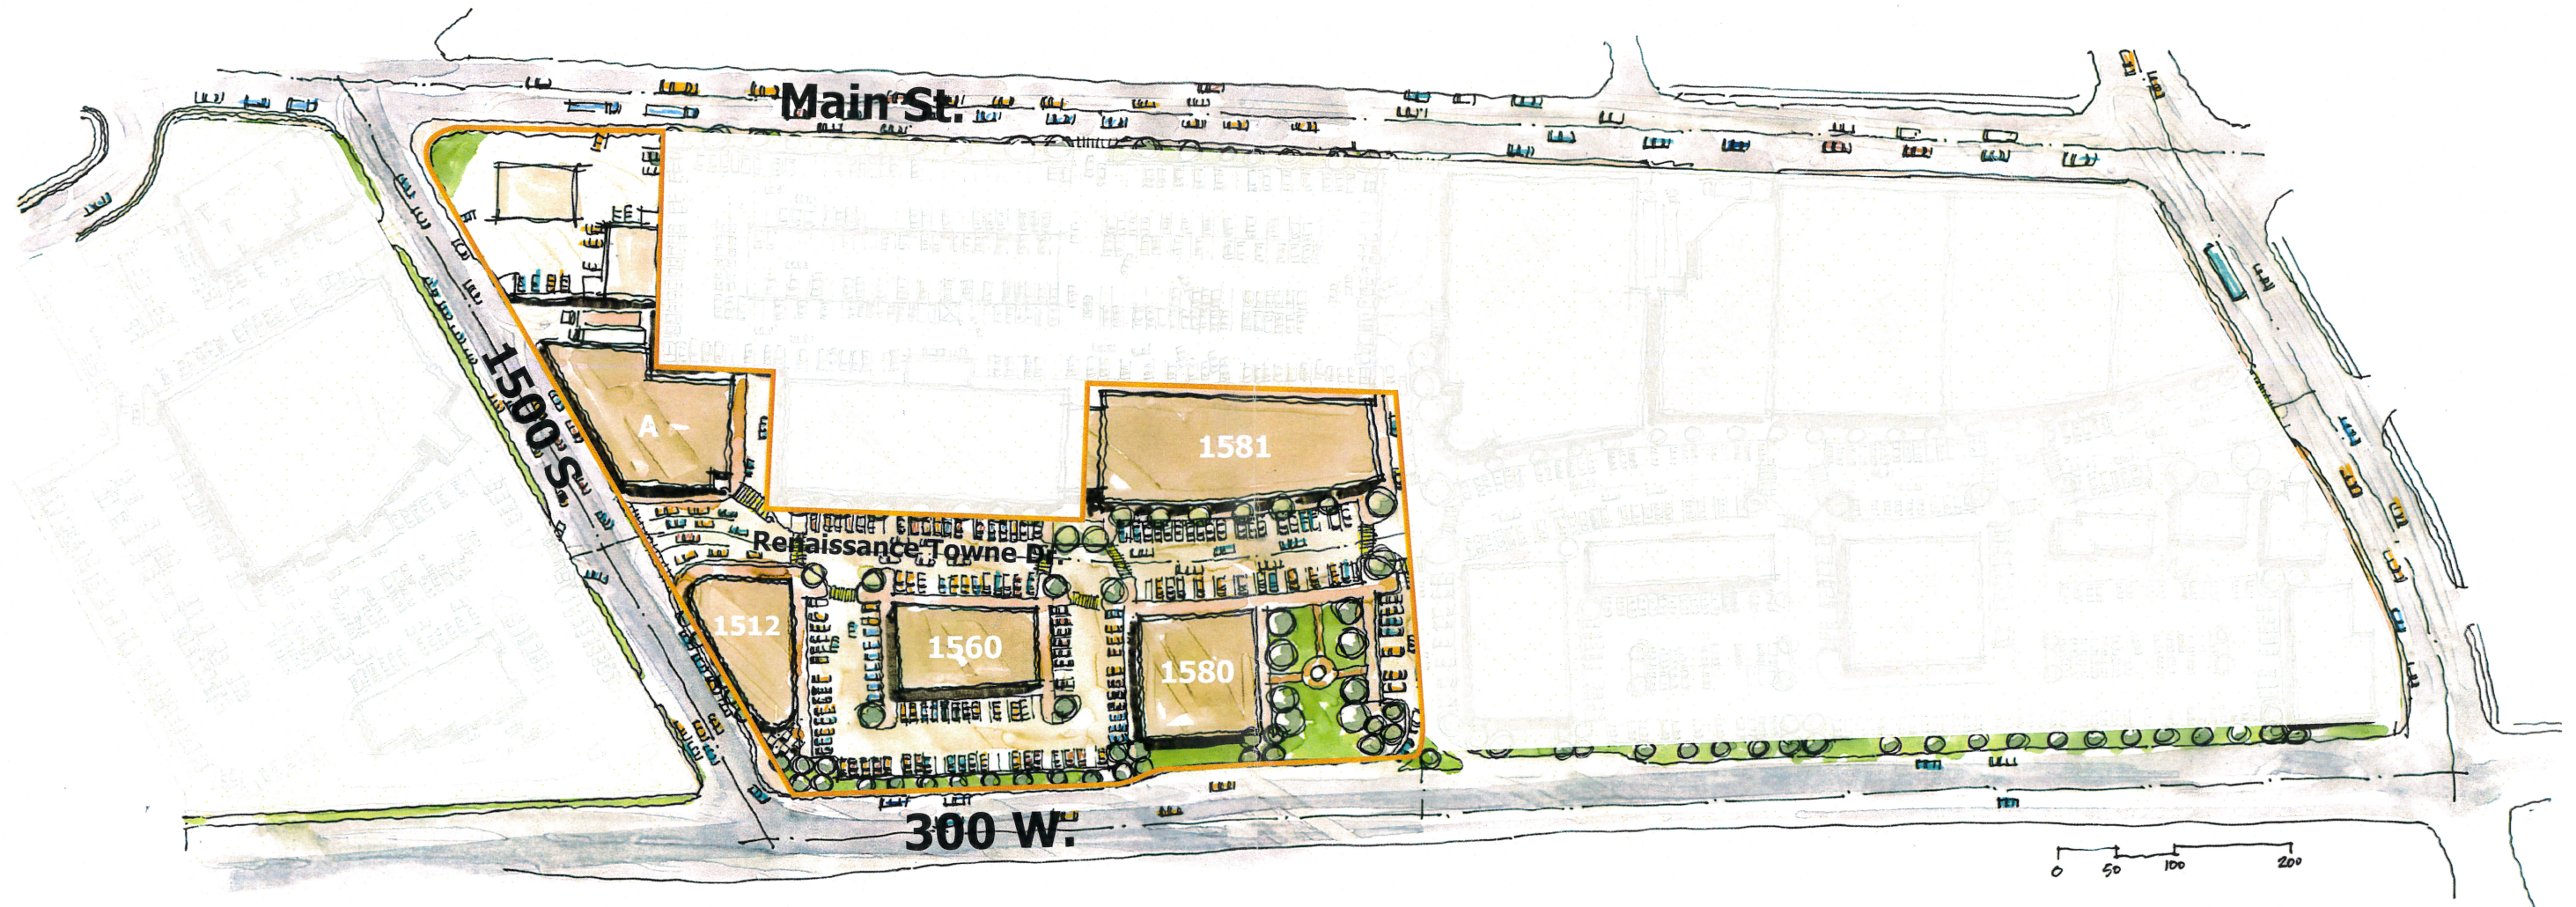 Main St.
1500 S.
A
1581
Renaissance Towne Dr.
1512
1560
1580
300 W.
0 50 100 200